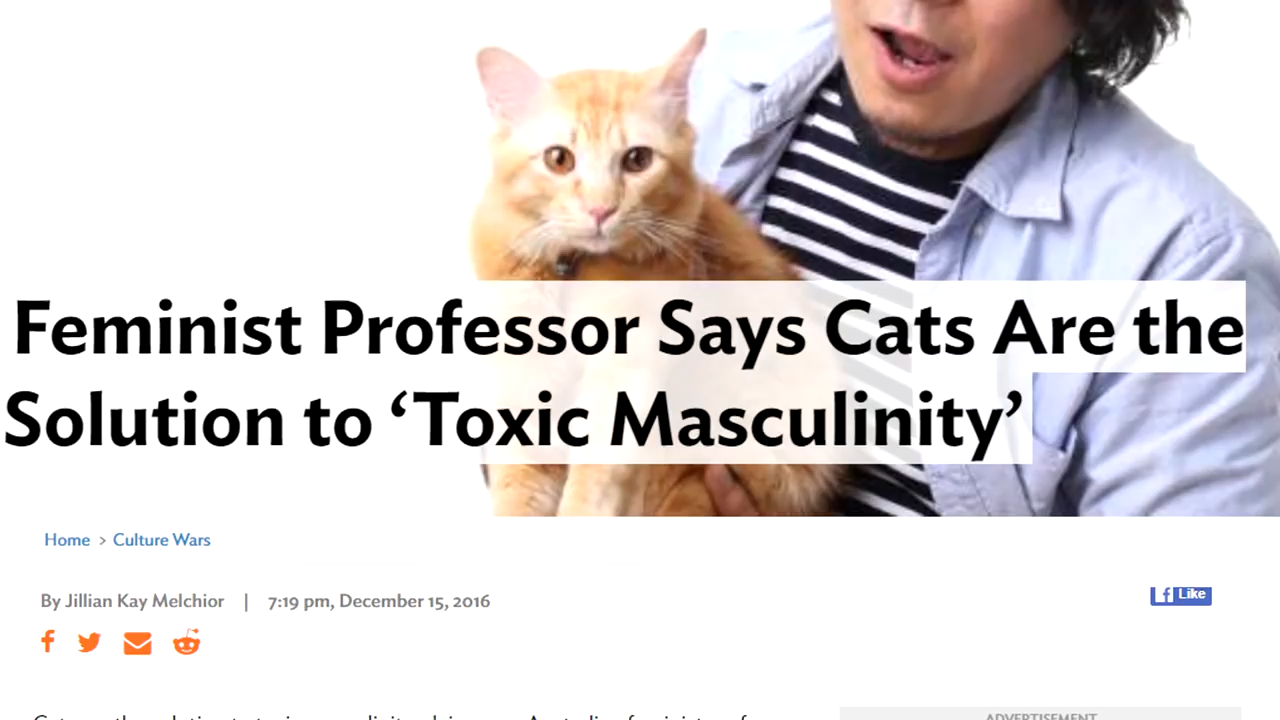 Feminist Professor Says Cats Are the
Solution to ‘Toxic Masculinity’
Home > Culture Wars
By Jillian Kay Melchior | 7:19 pm, December 15, 2016
Like
ADVERTISEMENT